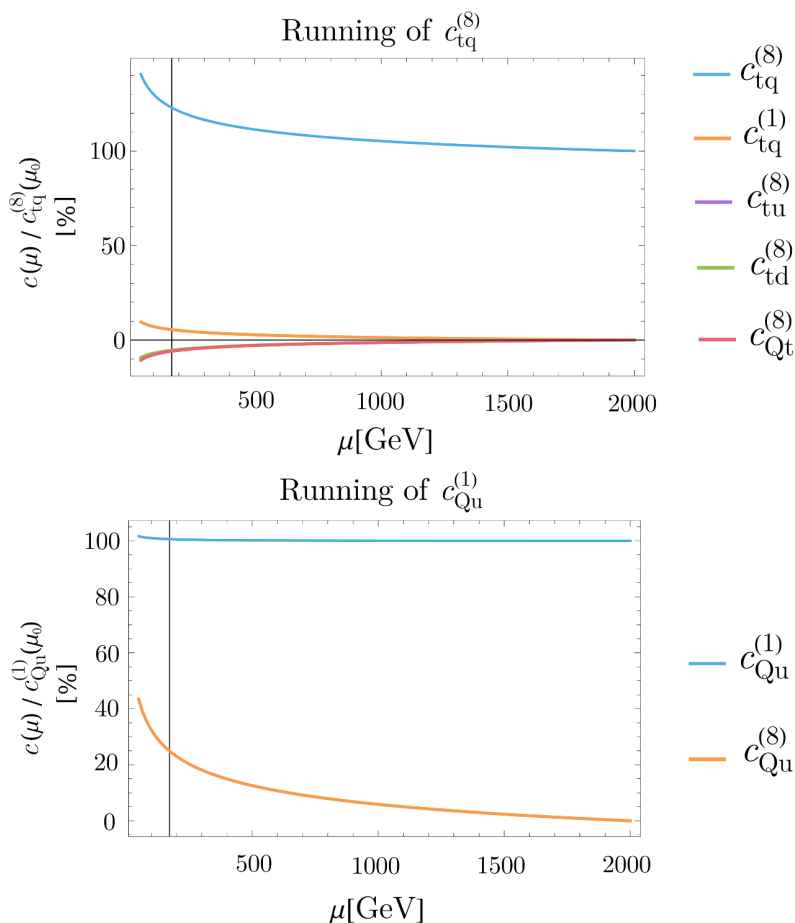 Running of c_tq^(8)
c(μ) / c_tq^(8)(μ₀)
[%]
100
50
0
500
1000
1500
2000
μ[GeV]
c_tq^(8)
c_tq^(1)
c_tu^(8)
c_td^(8)
c_Qt^(8)
Running of c_Qu^(1)
c(μ) / c_Qu^(1)(μ₀)
[%]
100
80
60
40
20
0
500
1000
1500
2000
μ[GeV]
c_Qu^(1)
c_Qu^(8)